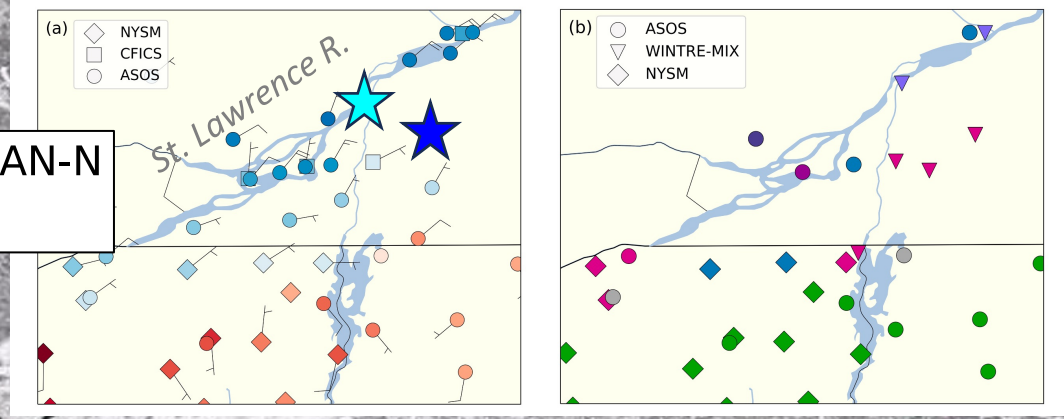 (a)
NYSM
CFICS
ASOS
St. Lawrence R.
AN-N
(b)
ASOS
WINTRE-MIX
NYSM